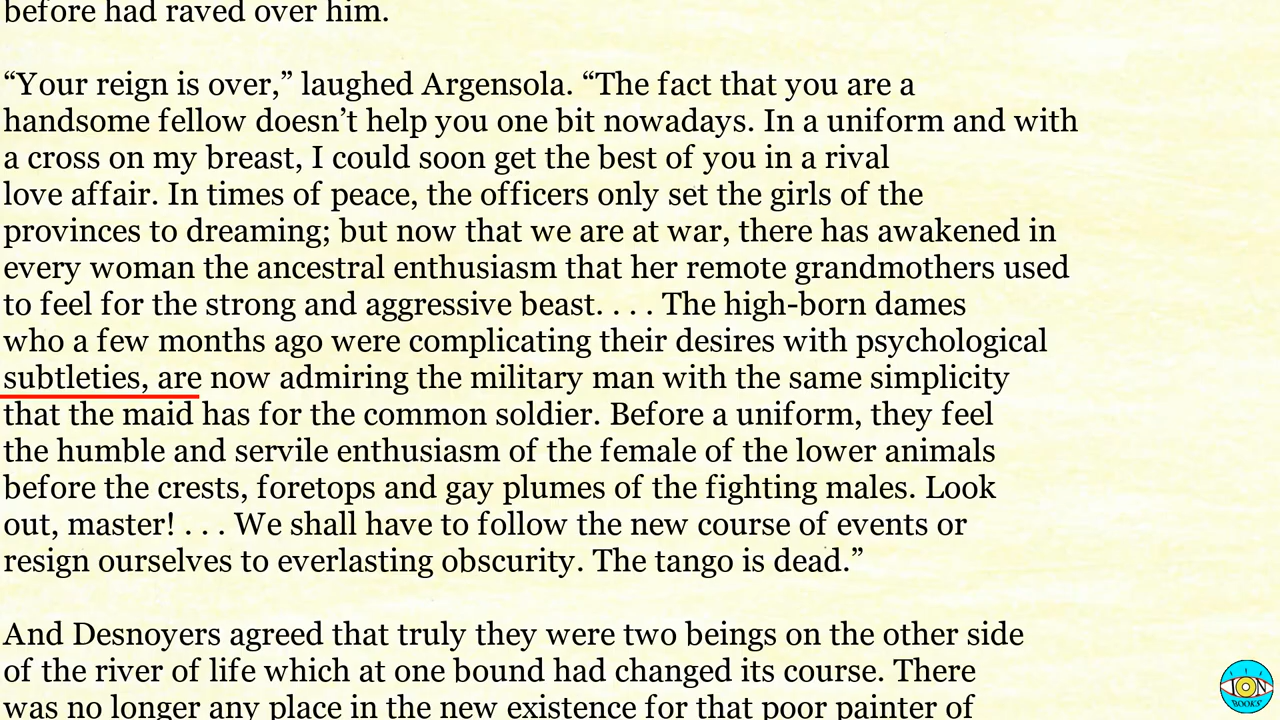 before had raved over him.
“Your reign is over,” laughed Argensola. “The fact that you are a
handsome fellow doesn’t help you one bit nowadays. In a uniform and with
a cross on my breast, I could soon get the best of you in a rival
love affair. In times of peace, the officers only set the girls of the
provinces to dreaming; but now that we are at war, there has awakened in
every woman the ancestral enthusiasm that her remote grandmothers used
to feel for the strong and aggressive beast. . . . The high-born dames
who a few months ago were complicating their desires with psychological
subtleties, are now admiring the military man with the same simplicity
that the maid has for the common soldier. Before a uniform, they feel
the humble and servile enthusiasm of the female of the lower animals
before the crests, foretops and gay plumes of the fighting males. Look
out, master! . . . We shall have to follow the new course of events or
resign ourselves to everlasting obscurity. The tango is dead.”
And Desnoyers agreed that truly they were two beings on the other side
of the river of life which at one bound had changed its course. There
was no longer any place in the new existence for that poor painter of
ION
BOOKS